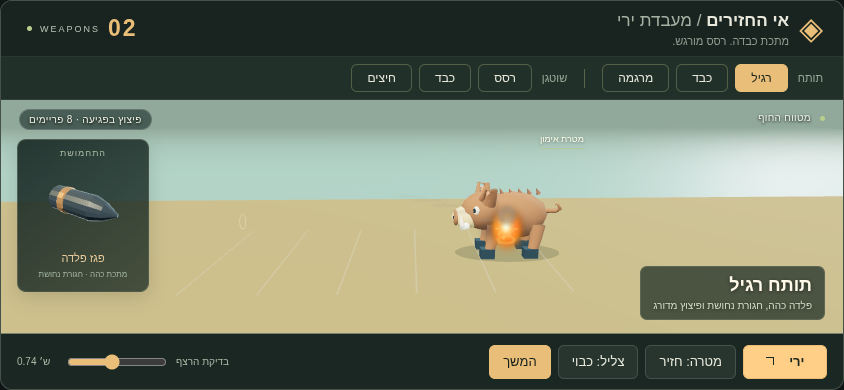 אי החזירים / מעבדת ירי
מתכת כבדה. רסס מורגש.
WEAPONS 02
תותח
רגיל
כבד
מרגמה
שוטגן
רסס
כבד
חיצים
מטווח החוף
פיצוץ בפגיעה · 8 פריימים
מטרת אימון
התחמושת
פגז פלדה
מתכת כהה · חגורת נחושת
תותח רגיל
פלדה כהה, חגורת נחושת ופיצוץ מדורג
ירי
מטרה: חזיר
צליל: כבוי
המשך
בדיקת הרצף
0.74 ש׳